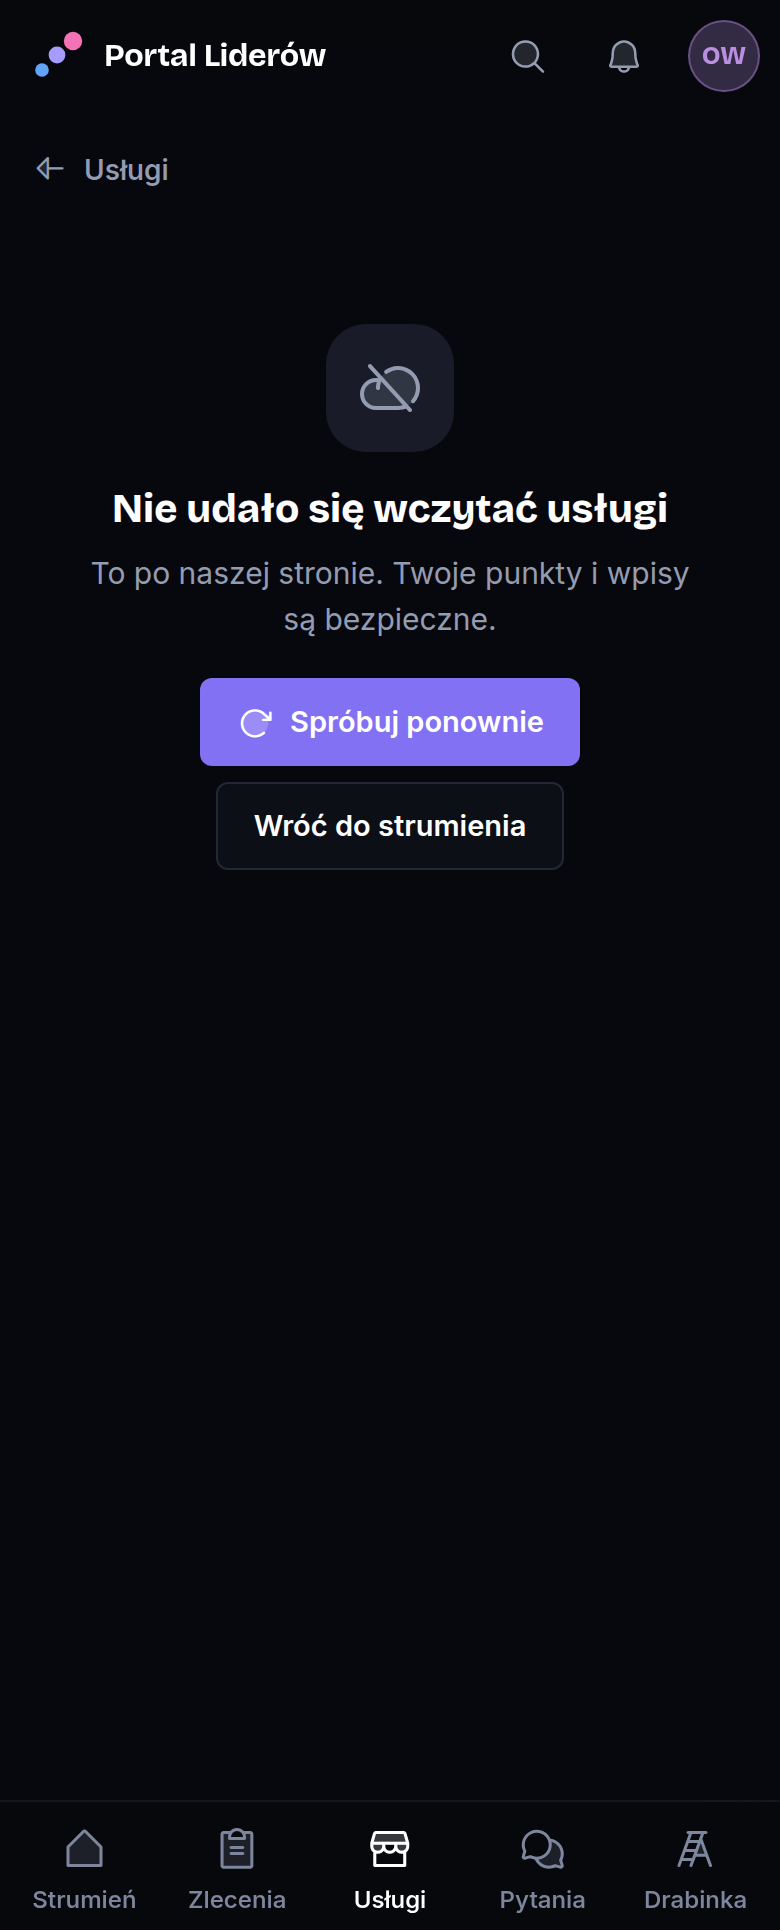 Portal Liderów
OW
Usługi
Nie udało się wczytać usługi
To po naszej stronie. Twoje punkty i wpisy
są bezpieczne.
Spróbuj ponownie
Wróć do strumienia
Strumień
Zlecenia
Usługi
Pytania
Drabinka